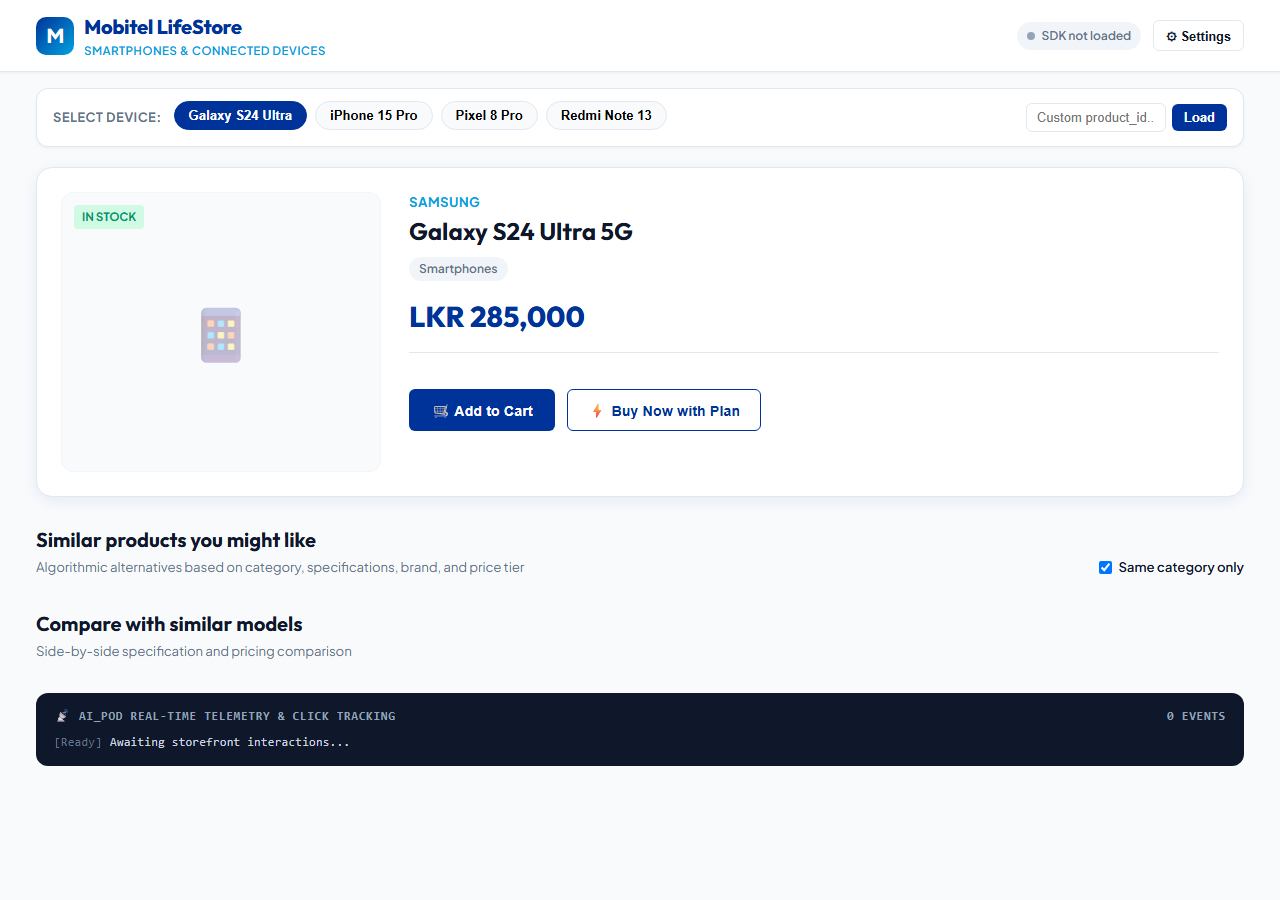 M
Mobitel LifeStore
SMARTPHONES & CONNECTED DEVICES
SDK not loaded
⚙ Settings
SELECT DEVICE:
Galaxy S24 Ultra
iPhone 15 Pro
Pixel 8 Pro
Redmi Note 13
Custom product_id..
Load
IN STOCK
SAMSUNG
Galaxy S24 Ultra 5G
Smartphones
LKR 285,000
🛒 Add to Cart
⚡ Buy Now with Plan
Similar products you might like
Algorithmic alternatives based on category, specifications, brand, and price tier
Same category only
Compare with similar models
Side-by-side specification and pricing comparison
📡 AI_POD REAL-TIME TELEMETRY & CLICK TRACKING
0 EVENTS
[Ready] Awaiting storefront interactions...